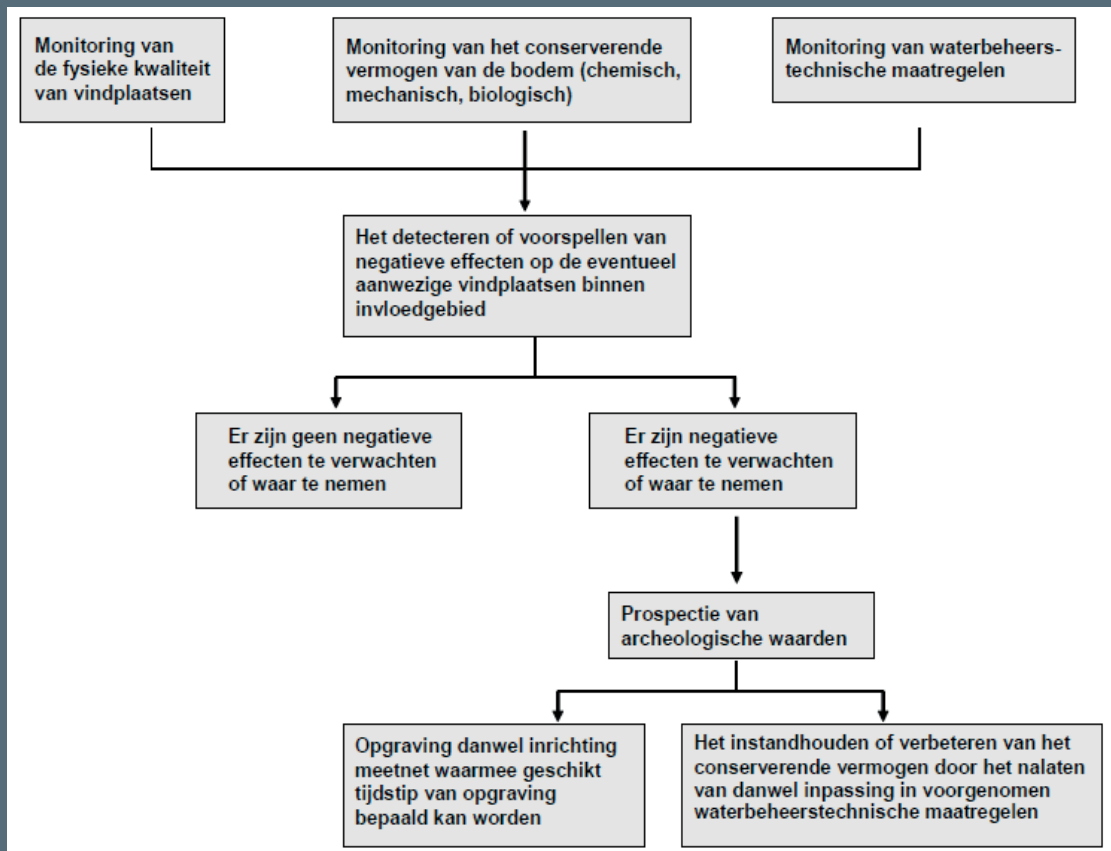 Monitoring van
de fysieke kwaliteit
van vindplaatsen
Monitoring van het conserverende
vermogen van de bodem (chemisch,
mechanisch, biologisch)
Monitoring van waterbeheers-
technische maatregelen
Het detecteren of voorspellen van
negatieve effecten op de eventueel
aanwezige vindplaatsen binnen
invloedgebied
Er zijn geen negatieve
effecten te verwachten
of waar te nemen
Er zijn negatieve
effecten te verwachten
of waar te nemen
Prospectie van
archeologische waarden
Opgraving danwel inrichting
meetnet waarmee geschikt
tijdstip van opgraving
bepaald kan worden
Het instandhouden of verbeteren van het
conserverende vermogen door het nalaten
van danwel inpassing in voorgenomen
waterbeheerstechnische maatregelen